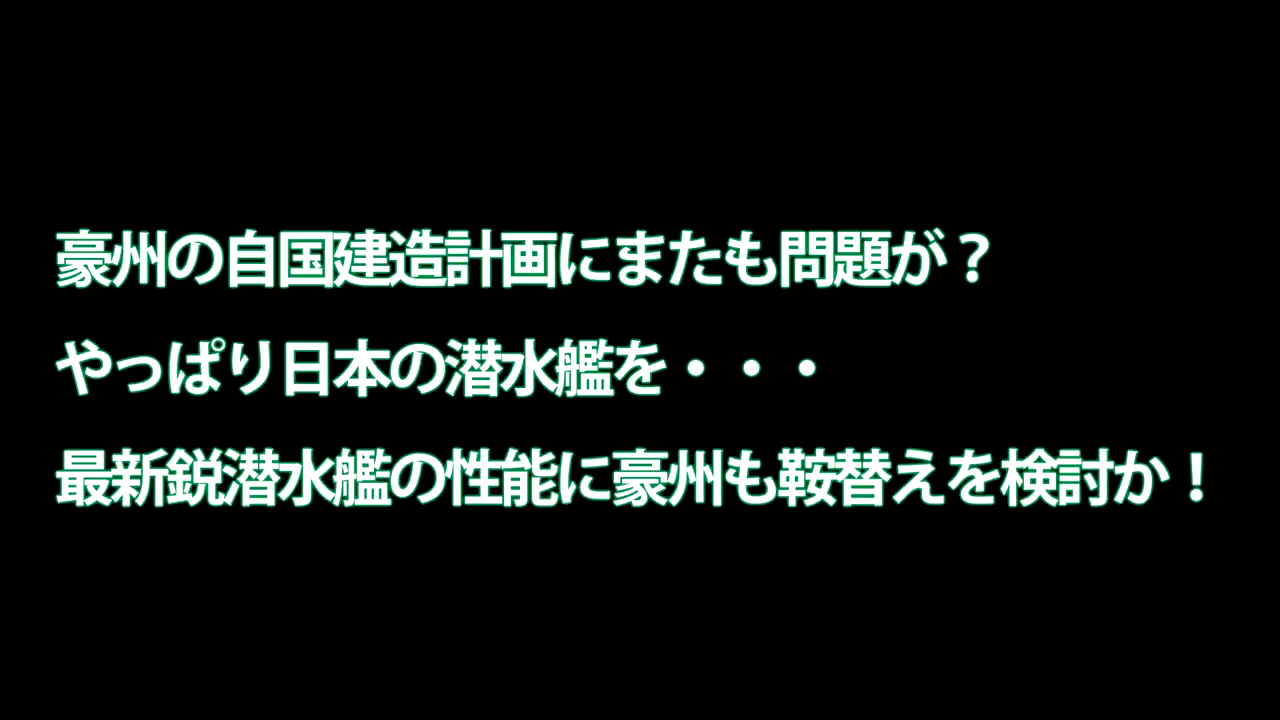 豪州の自国建造計画にまたも問題が？
やっぱり日本の潜水艦を・・・
最新鋭潜水艦の性能に豪州も鞍替えを検討か！